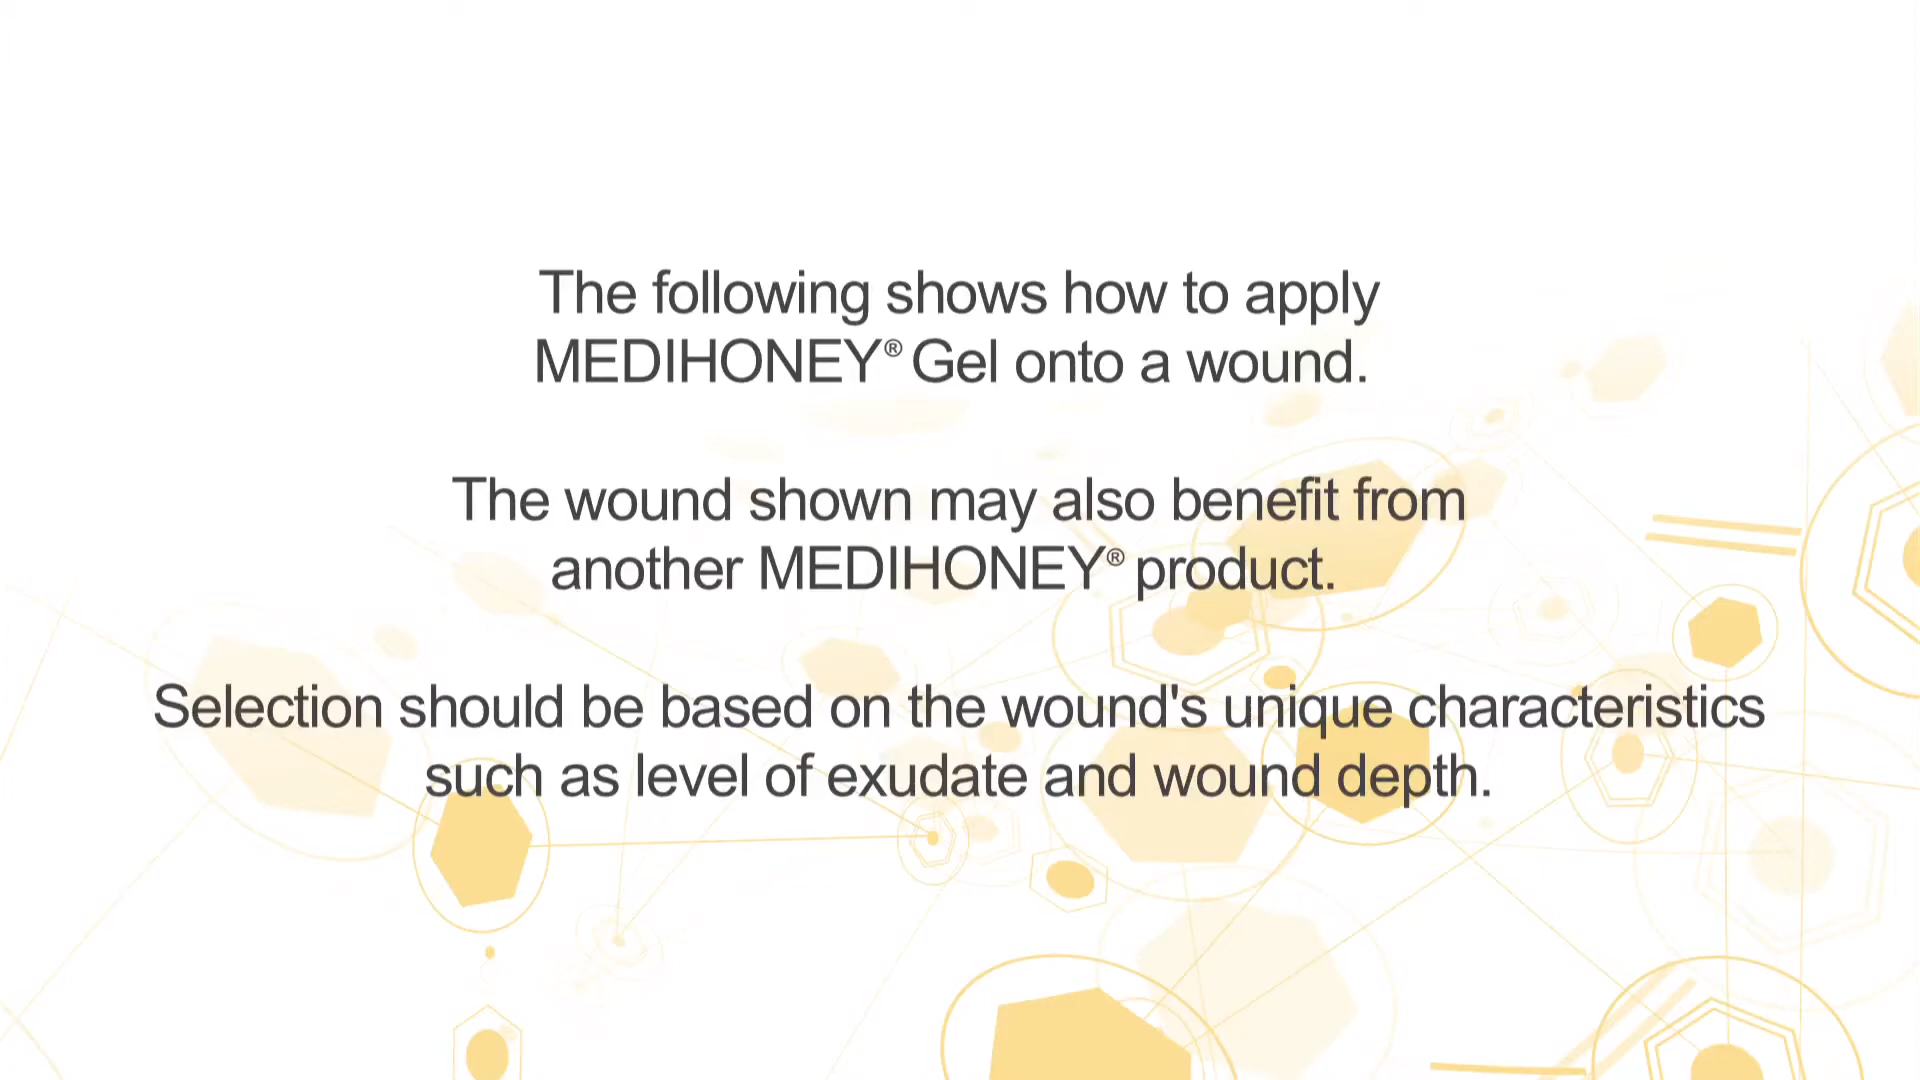 The following shows how to apply
MEDIHONEY® Gel onto a wound.
The wound shown may also benefit from
another MEDIHONEY® product.
Selection should be based on the wound's unique characteristics
such as level of exudate and wound depth.